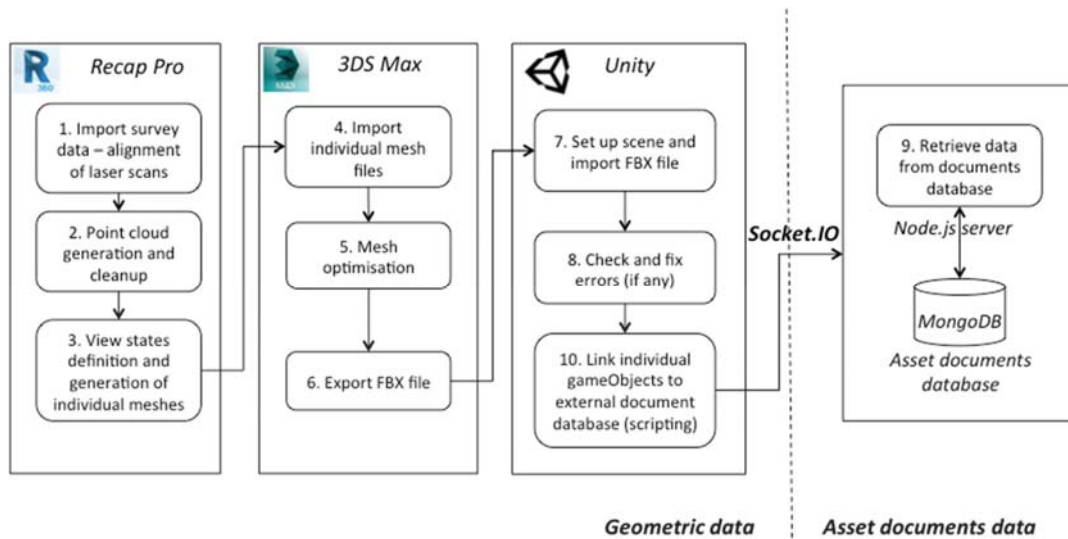 Recap Pro
R
360
1. Import survey
data – alignment
of laser scans
2. Point cloud
generation and
cleanup
3. View states
definition and
generation of
individual meshes
3DS Max
4. Import
individual mesh
files
5. Mesh
optimisation
6. Export FBX file
Unity
7. Set up scene and
import FBX file
8. Check and fix
errors (if any)
10. Link individual
gameObjects to
external document
database (scripting)
Socket.IO
9. Retrieve data
from documents
database
Node.js server
MongoDB
Asset documents
database
Geometric data
Asset documents data